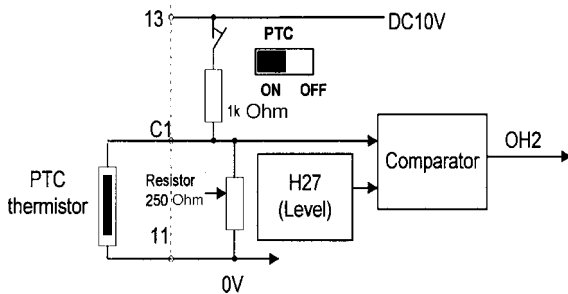 13
DC10V
PTC
ON OFF
1k Ohm
C1
PTC
thermistor
Resistor
250 Ohm
H27
(Level)
Comparator
OH2
11
0V